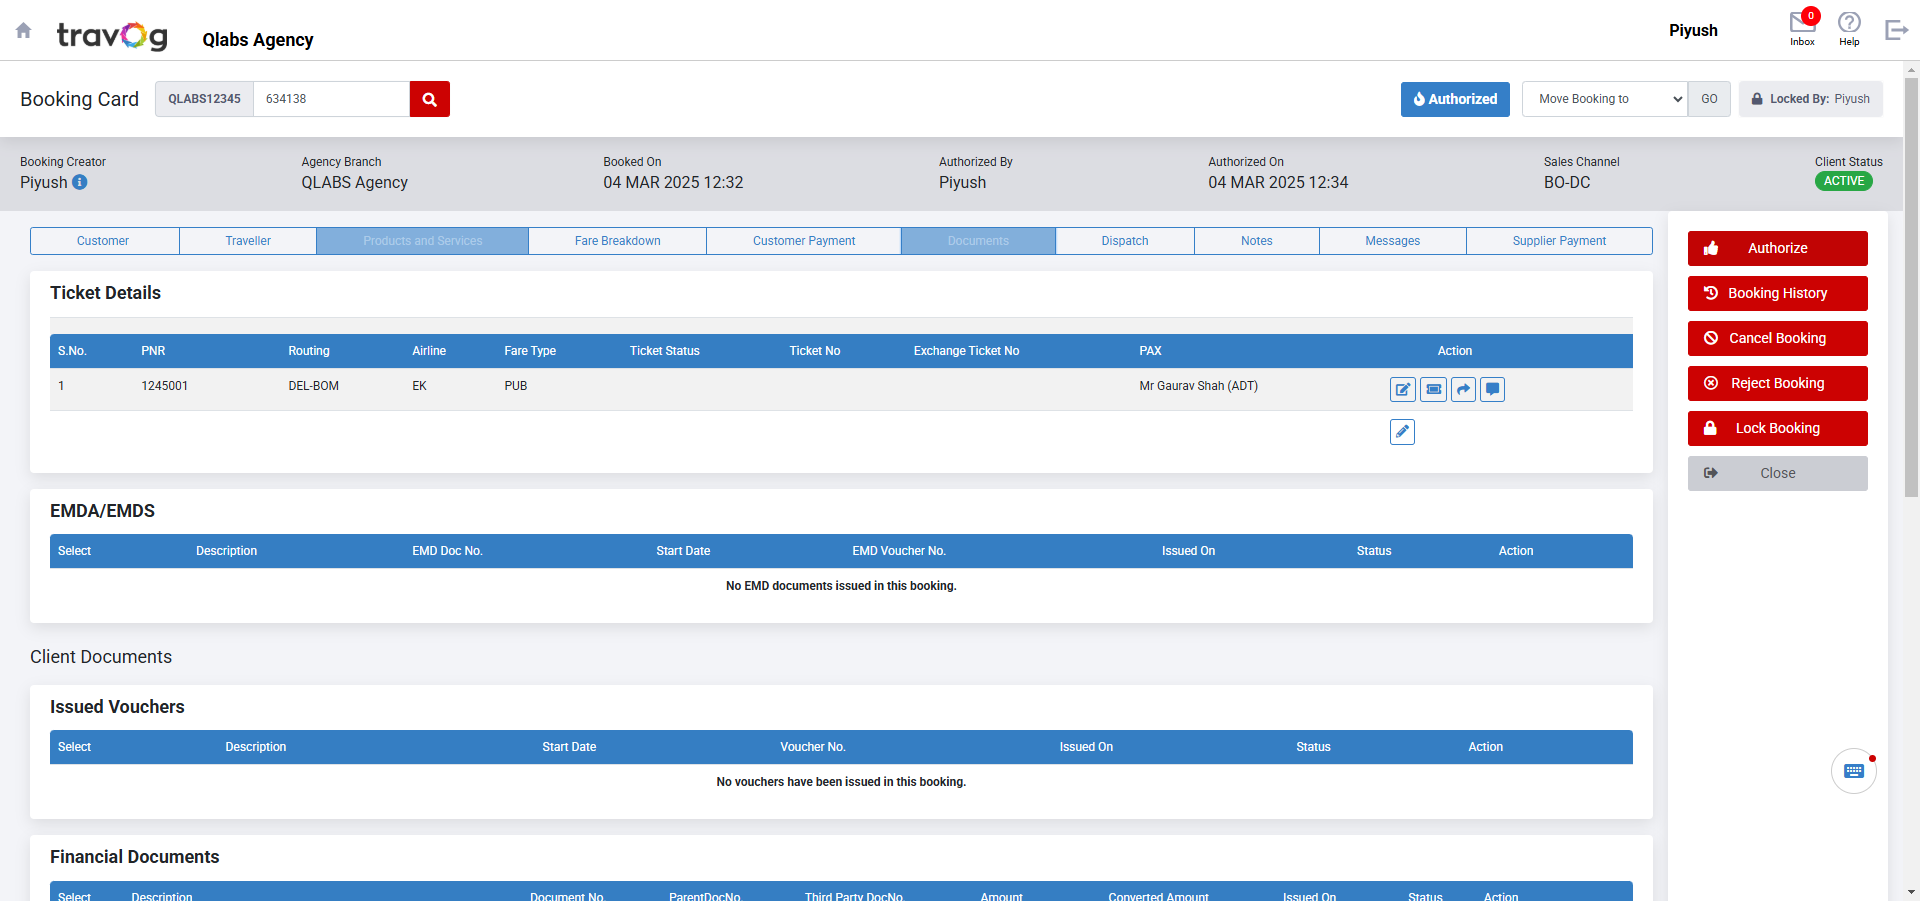 travog
Qlabs Agency
Piyush
0
Inbox
Help
Booking Card
QLABS12345
634138
Authorized
Move Booking to
GO
Locked By: Piyush
Booking Creator
Piyush
Agency Branch
QLABS Agency
Booked On
04 MAR 2025 12:32
Authorized By
Piyush
Authorized On
04 MAR 2025 12:34
Sales Channel
BO-DC
Client Status
ACTIVE
Customer
Traveller
Products and Services
Fare Breakdown
Customer Payment
Documents
Dispatch
Notes
Messages
Supplier Payment
Authorize
Booking History
Cancel Booking
Reject Booking
Lock Booking
Close
Ticket Details
S.No. PNR Routing Airline Fare Type Ticket Status Ticket No Exchange Ticket No PAX Action
1 1245001 DEL-BOM EK PUB Mr Gaurav Shah (ADT)
EMDA/EMDS
Select Description EMD Doc No. Start Date EMD Voucher No. Issued On Status Action
No EMD documents issued in this booking.
Client Documents
Issued Vouchers
Select Description Start Date Voucher No. Issued On Status Action
No vouchers have been issued in this booking.
Financial Documents
Select Description Document No. ParentDocNo. Third Party DocNo. Amount Converted Amount Issued On Status Action